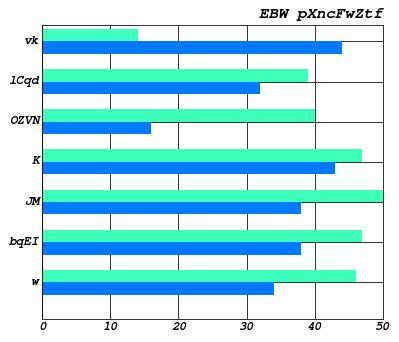 EBW pXncFwZtf
vk
lCqd
OZVN
K
JM
bqEI
w
0 10 20 30 40 50